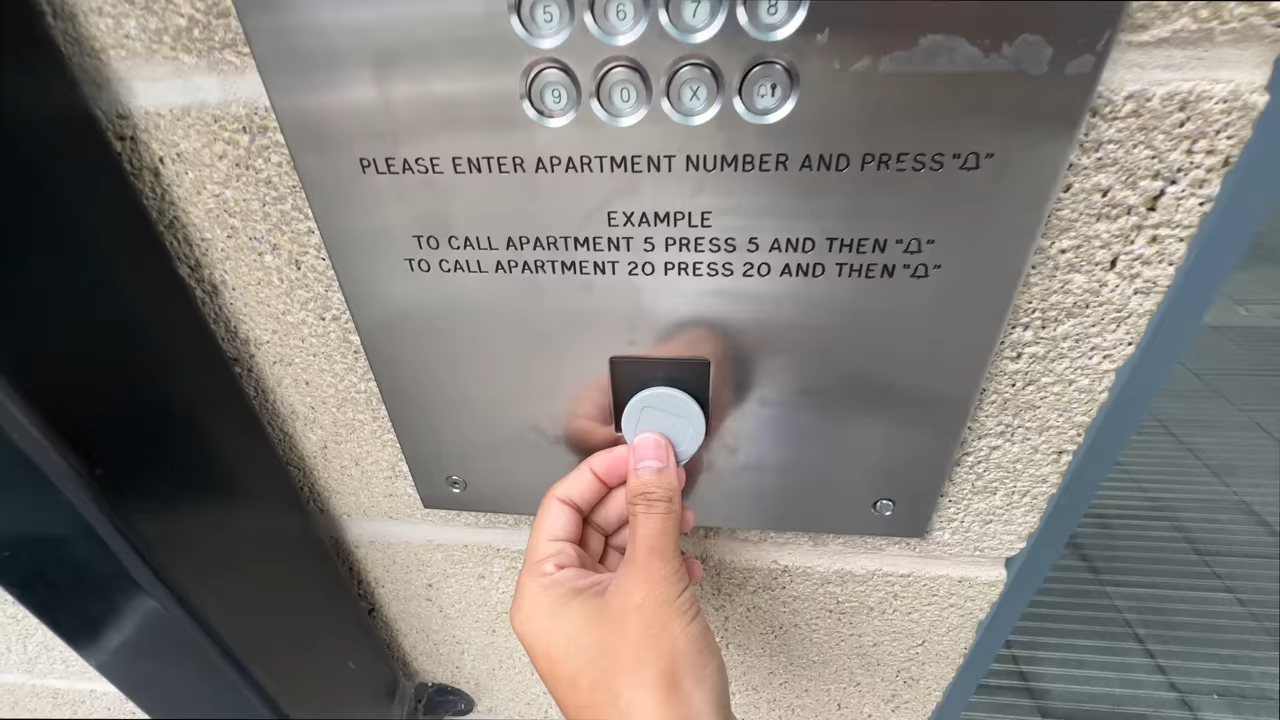 5 6 7 8
9 0 X
PLEASE ENTER APARTMENT NUMBER AND PRESS "🔔"
EXAMPLE
TO CALL APARTMENT 5 PRESS 5 AND THEN "🔔"
TO CALL APARTMENT 20 PRESS 20 AND THEN "🔔"